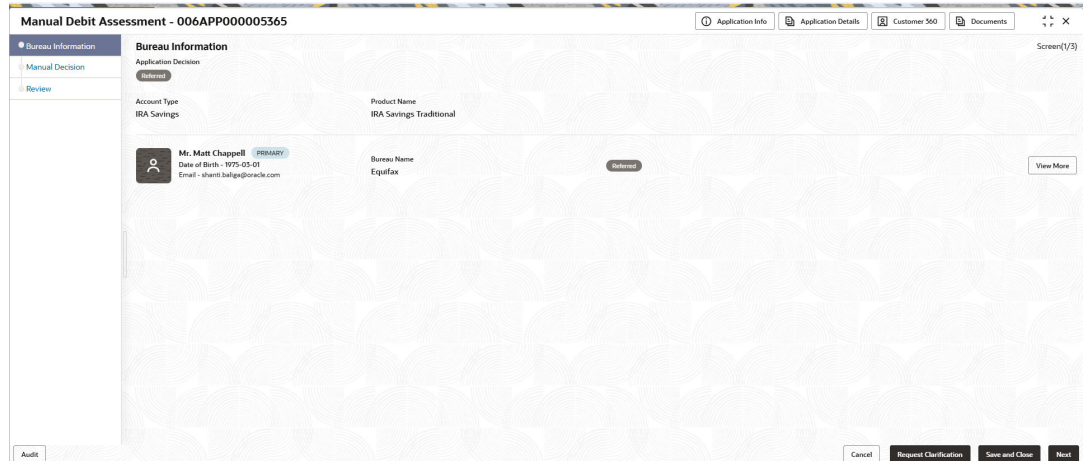 Manual Debit Assessment - 006APP000005365
Application Info
Application Details
Customer 360
Documents
Bureau Information
Manual Decision
Review
Bureau Information
Screen(1/3)
Application Decision
Referred
Account Type
IRA Savings
Product Name
IRA Savings Traditional
Mr. Matt Chappell PRIMARY
Date of Birth - 1975-03-01
Email - shanti.baliga@oracle.com
Bureau Name
Equifax
Referred
View More
Audit
Cancel
Request Clarification
Save and Close
Next